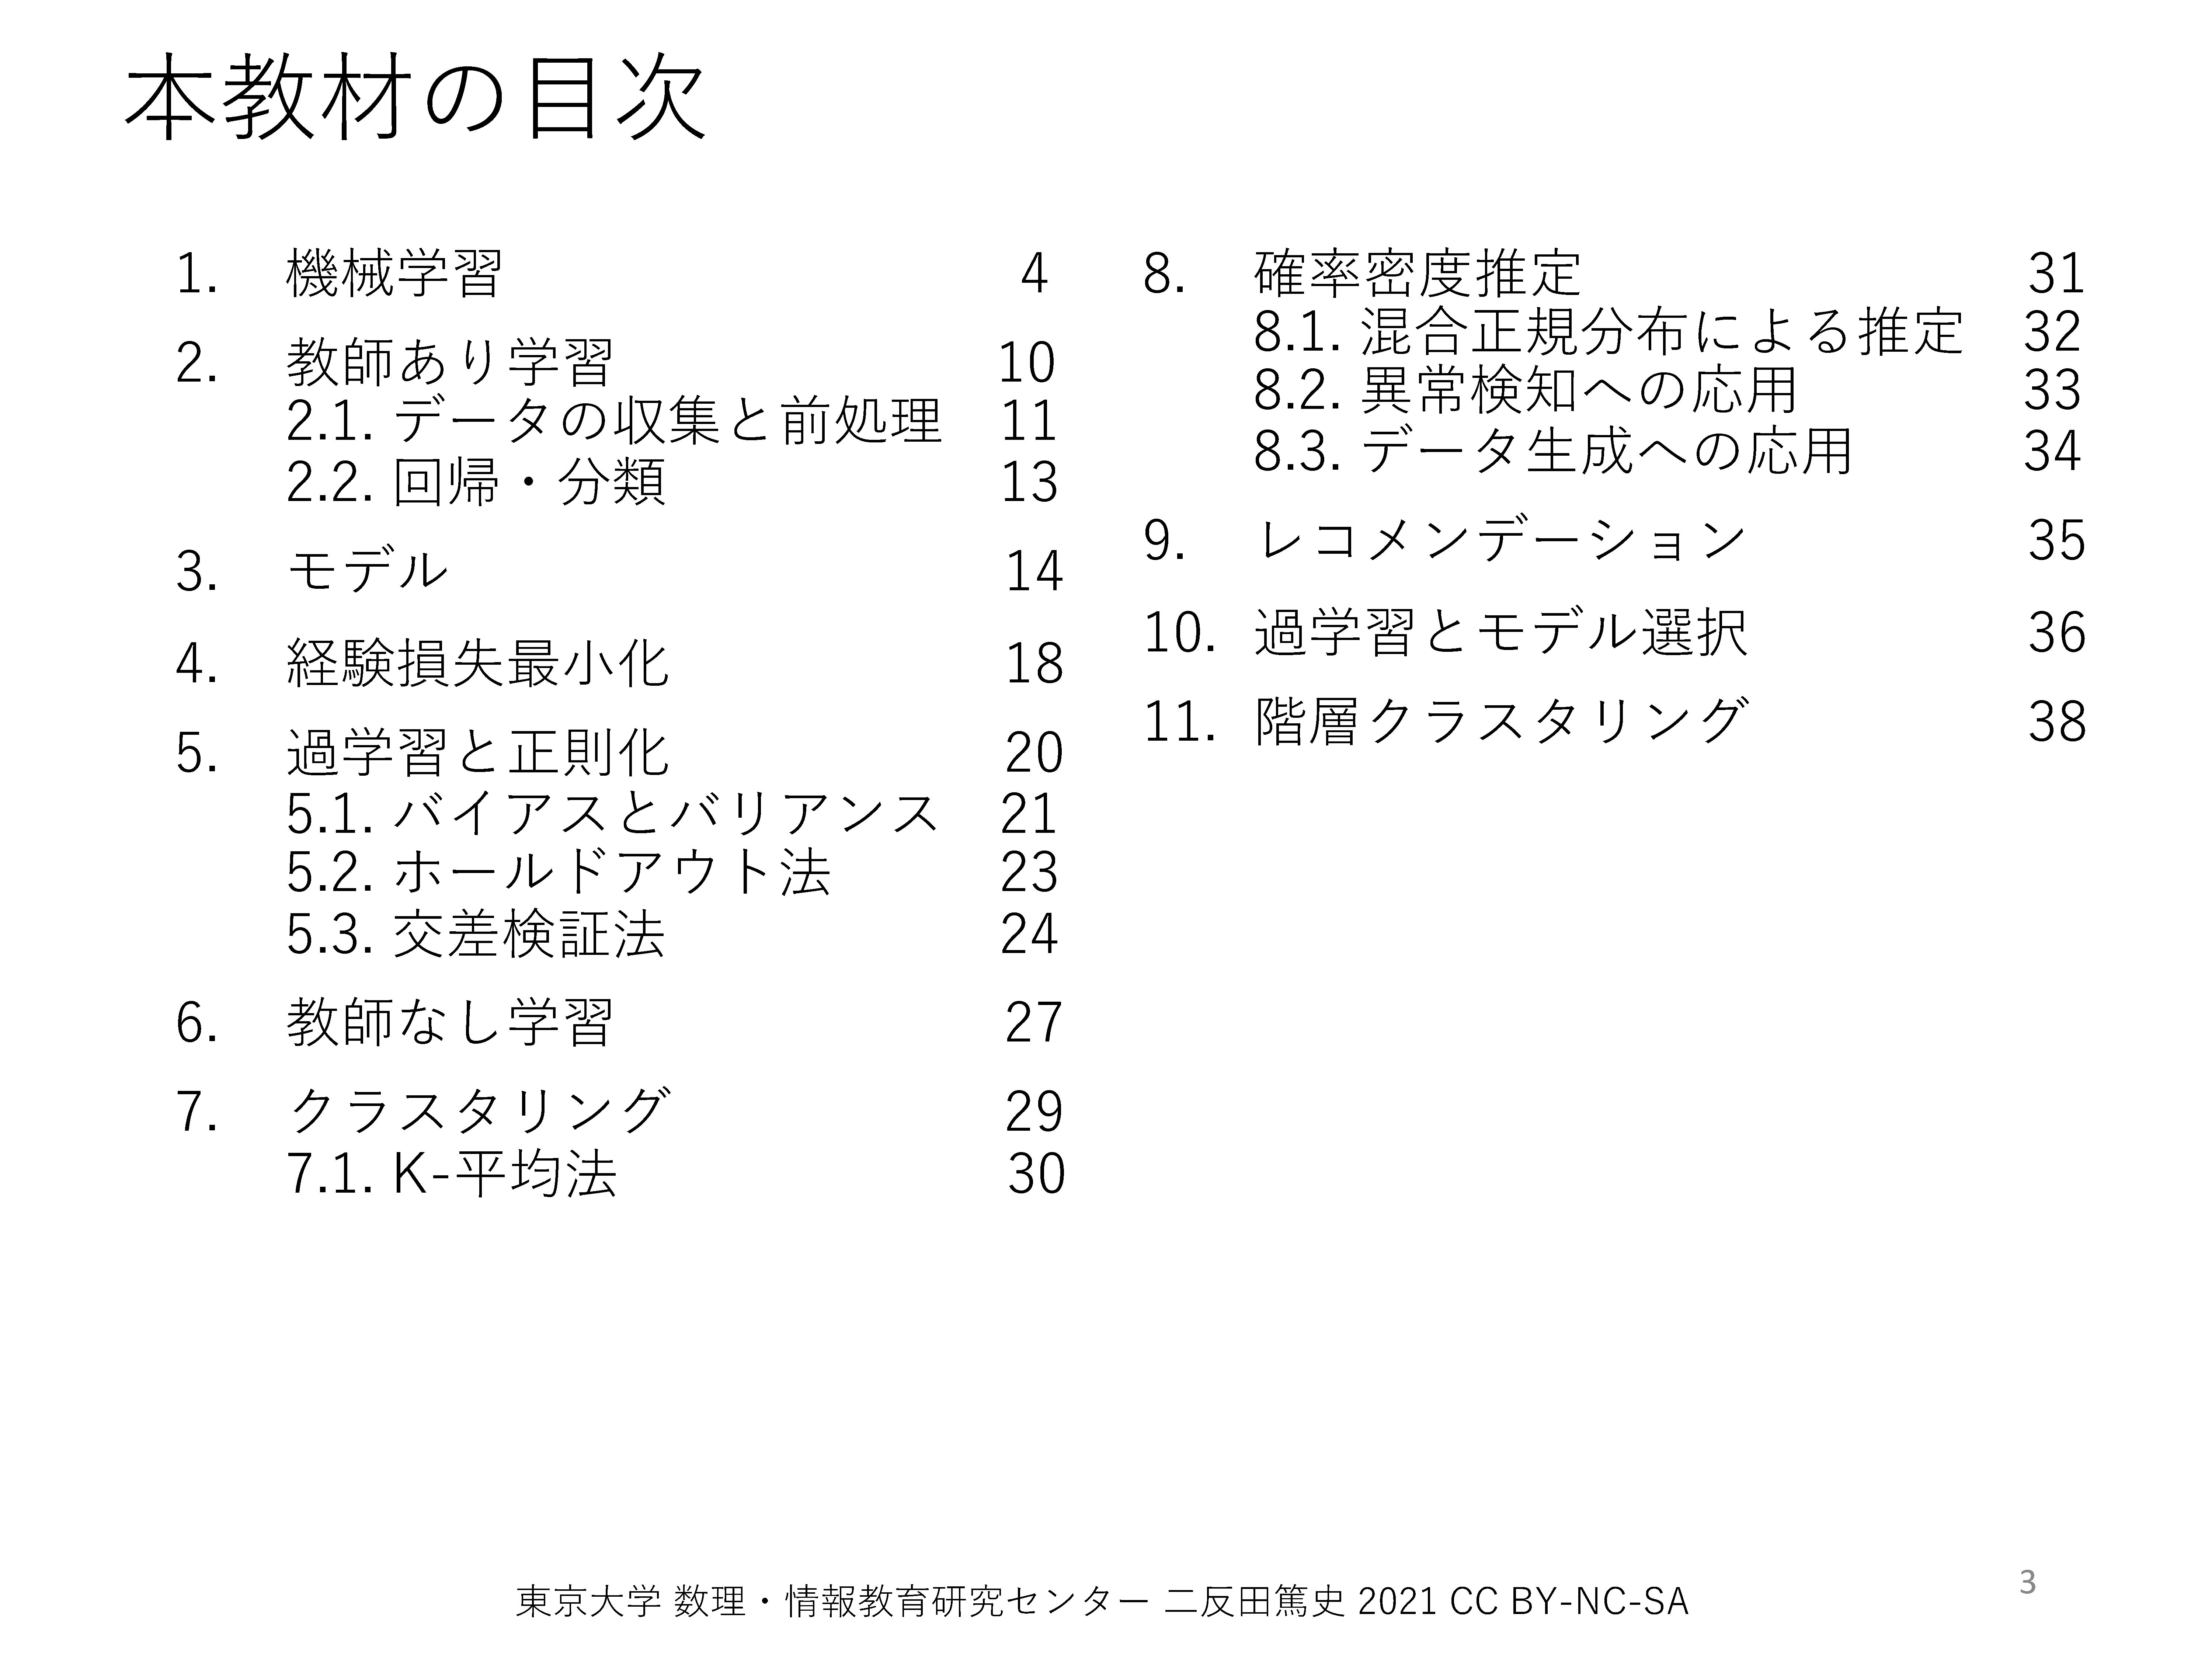 本教材の目次
1. 機械学習 4
2. 教師あり学習 10
2.1. データの収集と前処理 11
2.2. 回帰・分類 13
3. モデル 14
4. 経験損失最小化 18
5. 過学習と正則化 20
5.1. バイアスとバリアンス 21
5.2. ホールドアウト法 23
5.3. 交差検証法 24
6. 教師なし学習 27
7. クラスタリング 29
7.1. K-平均法 30
8. 確率密度推定 31
8.1. 混合正規分布による推定 32
8.2. 異常検知への応用 33
8.3. データ生成への応用 34
9. レコメンデーション 35
10. 過学習とモデル選択 36
11. 階層クラスタリング 38
東京大学 数理・情報教育研究センター 二反田篤史 2021 CC BY-NC-SA
3